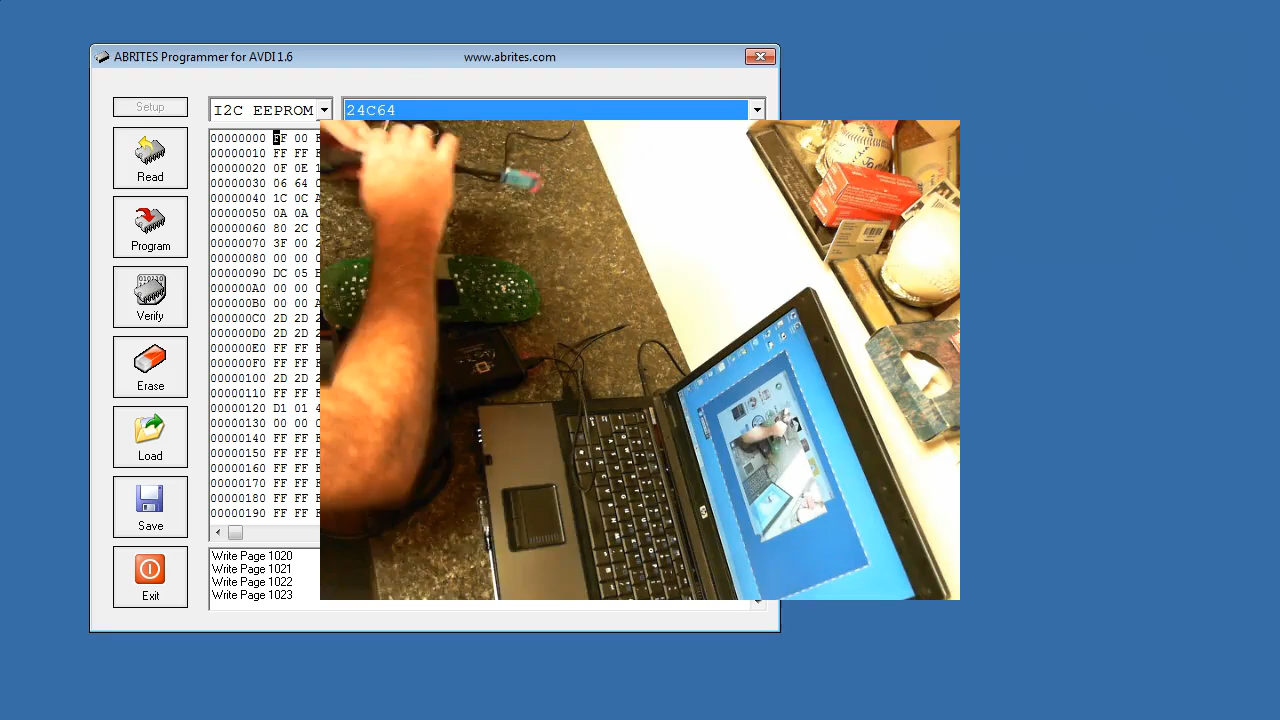 ABRITES Programmer for AVDI 1.6 www.abrites.com
Setup
I2C EEPROM 24C64
Read
Program
Verify
Erase
Load
Save
Exit
00000000 FF 00
00000010 FF FF
00000020 0F 0E
00000030 06 64
00000040 1C 0C
00000050 0A 0A
00000060 80 2C
00000070 3F 00
00000080 00 00
00000090 DC 05
000000A0 00 00
000000B0 00 00
2D 2D
2D 2D
FF FF
FF FF
00000100 2D 2D
00000110 FF FF
00000120 D1 01
00000130 00 00
00000140 FF FF
00000150 FF FF
00000160 FF FF
00000170 FF FF
00000180 FF FF
00000190 FF FF
Write Page 1020
Write Page 1021
Write Page 1022
Write Page 1023
hp